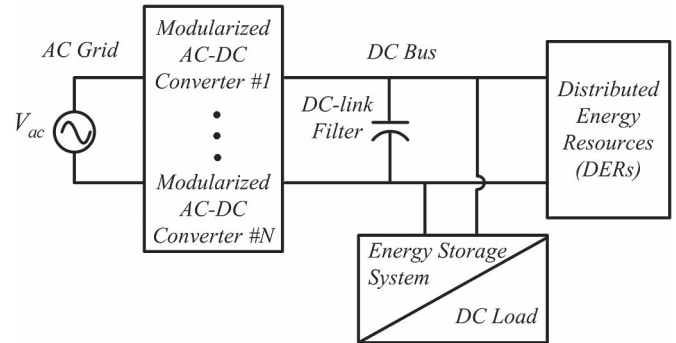 AC Grid
V_ac
Modularized
AC-DC
Converter #1
Modularized
AC-DC
Converter #N
DC Bus
DC-link
Filter
Distributed
Energy
Resources
(DERs)
Energy Storage
System
DC Load